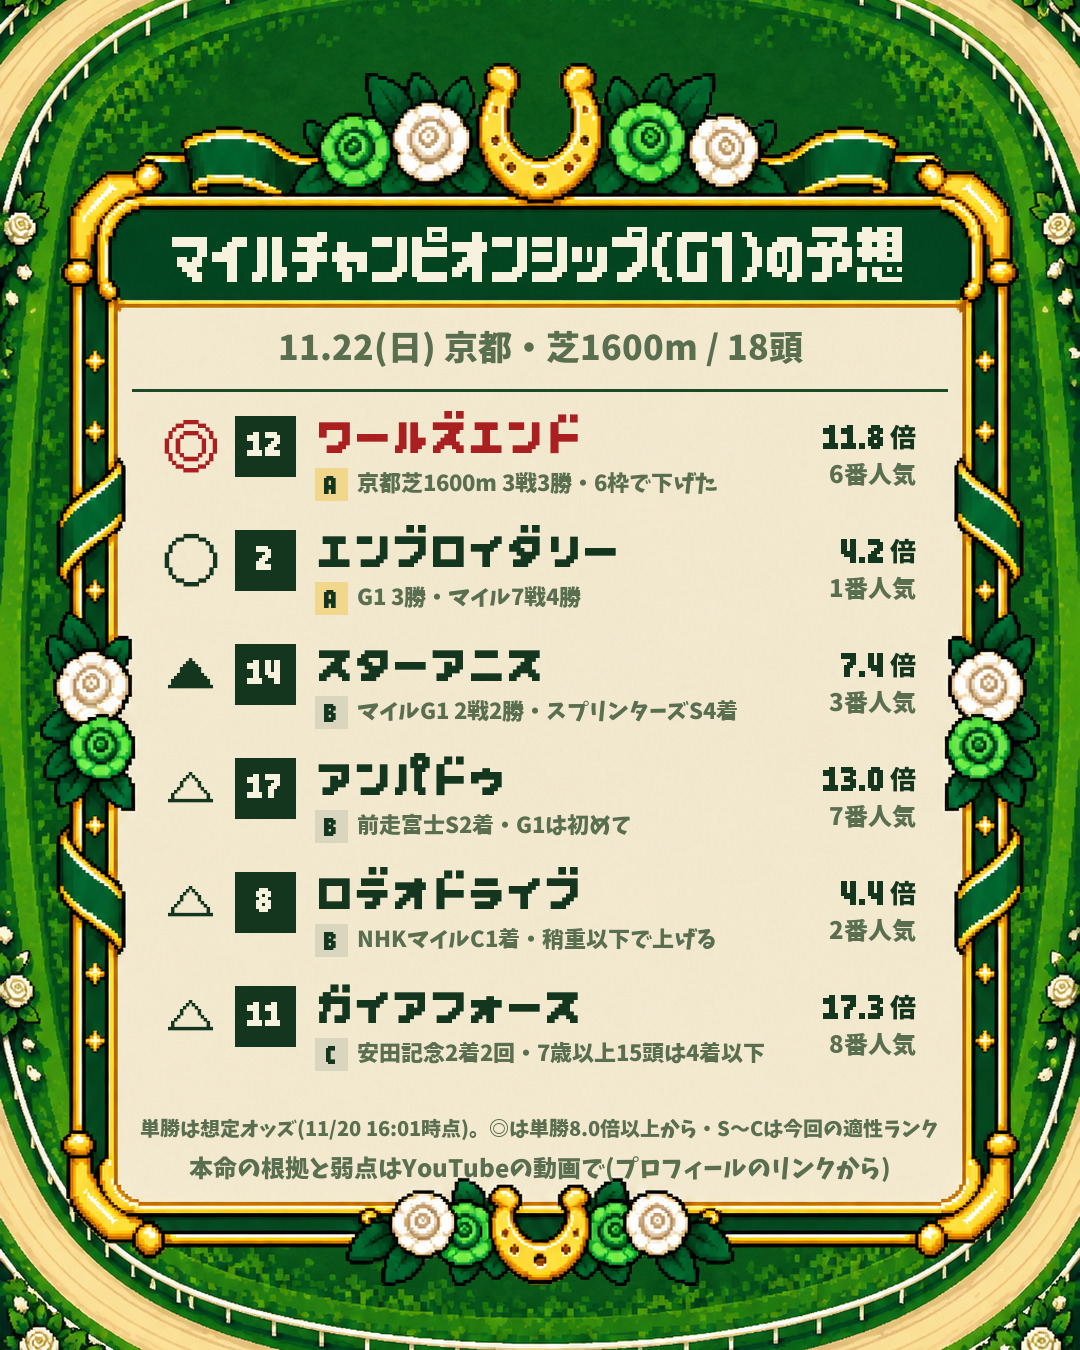 マイルチャンピオンシップ(G1)の予想
11.22(日) 京都・芝1600m / 18頭
◎ 12 ワールズエンド 11.8倍
A 京都芝1600m 3戦3勝・6枠で下げた 6番人気
○ 2 エンブロイダリー 4.2倍
A G1 3勝・マイル7戦4勝 1番人気
▲ 14 スターアニス 7.4倍
B マイルG1 2戦2勝・スプリンターズS4着 3番人気
△ 17 アンパドゥ 13.0倍
B 前走富士S2着・G1は初めて 7番人気
△ 8 ロデオドライブ 4.4倍
B NHKマイルC1着・稍重以下で上げる 2番人気
△ 11 ガイアフォース 17.3倍
C 安田記念2着2回・7歳以上15頭は4着以下 8番人気
単勝は想定オッズ(11/20 16:01時点)。◎は単勝8.0倍以上から・S〜Cは今回の適性ランク
本命の根拠と弱点はYouTubeの動画で(プロフィールのリンクから)